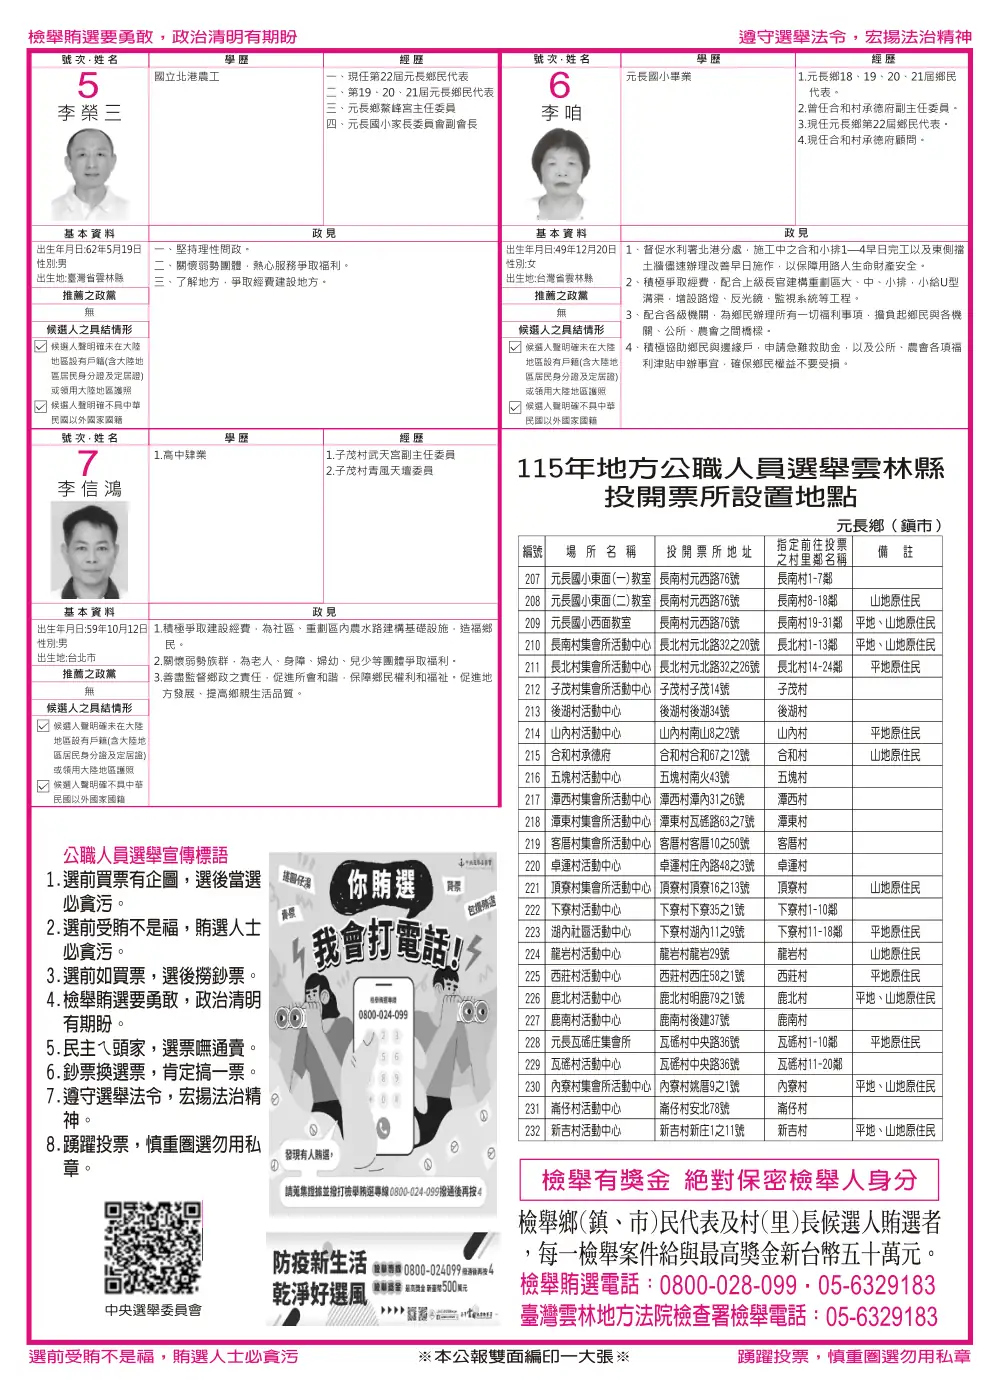 檢舉賄選要勇敢，政治清明有期盼
遵守選舉法令，宏揚法治精神
號次.姓名
學歷
經歷
5
李榮三
國立北港農工
一、現任第22屆元長鄉民代表
二、第19、20、21屆元長鄉民代表
三、元長鄉鰲峰宮主任委員
四、元長國小家長委員會副會長
基本資料
政見
出生年月日:62年5月19日
性別:男
出生地:臺灣省雲林縣
推薦之政黨
無
候選人之具結情形
候選人聲明確未在大陸
地區設有戶籍(含大陸地
區居民身分證及定居證)
或領用大陸地區護照
候選人聲明確不具中華
民國以外國家國籍
一、堅持理性問政。
二、關懷弱勢團體，熱心服務爭取福利。
三、了解地方，爭取經費建設地方。
號次.姓名
學歷
經歷
6
李咱
元長國小畢業
1.元長鄉18、19、20、21屆鄉民
代表。
2.曾任合和村承德府副主任委員。
3.現任元長鄉第22屆鄉民代表。
4.現任合和村承德府顧問。
基本資料
政見
出生年月日:49年12月20日
性別:女
出生地:台灣省雲林縣
推薦之政黨
無
候選人之具結情形
候選人聲明確未在大陸
地區設有戶籍(含大陸地
區居民身分證及定居證)
或領用大陸地區護照
候選人聲明確不具中華
民國以外國家國籍
1、督促水利署北港分處，施工中之合和小排1—4早日完工以及東側擋
土牆儘速辦理改善早日施作，以保障用路人生命財產安全。
2、積極爭取經費，配合上級長官建構重劃區大、中、小排，小給U型
溝渠，增設路燈、反光鏡、監視系統等工程。
3、配合各級機關，為鄉民辦理所有一切福利事項，擔負起鄉民與各機
關、公所、農會之間橋樑。
4、積極協助鄉民與邊緣戶，申請急難救助金，以及公所、農會各項福
利津貼申辦事宜，確保鄉民權益不要受損。
號次.姓名
學歷
經歷
7
李信鴻
1.高中肄業
1.子茂村武天宮副主任委員
2.子茂村青風天壇委員
基本資料
政見
出生年月日:59年10月12日
性別:男
出生地:台北市
推薦之政黨
無
候選人之具結情形
候選人聲明確未在大陸
地區設有戶籍(含大陸地
區居民身分證及定居證)
或領用大陸地區護照
候選人聲明確不具中華
民國以外國家國籍
1.積極爭取建設經費，為社區、重劃區內農水路建構基礎設施，造福鄉
民。
2.關懷弱勢族群，為老人、身障、婦幼、兒少等團體爭取福利。
3.善盡監督鄉政之責任，促進所會和諧，保障鄉民權利和福祉。促進地
方發展、提高鄉親生活品質。
115年地方公職人員選舉雲林縣
投開票所設置地點
元長鄉（鎮市）
編號 場所名稱 投開票所地址 指定前往投票之村里鄰名稱 備註
207 元長國小東面(一)教室 長南村元西路76號 長南村1-7鄰
208 元長國小東面(二)教室 長南村元西路76號 長南村8-18鄰 山地原住民
209 元長國小西面教室 長南村元西路76號 長南村19-31鄰 平地、山地原住民
210 長南村集會所活動中心 長北村元北路32之20號 長北村1-13鄰 平地、山地原住民
211 長北村集會所活動中心 長北村元北路32之26號 長北村14-24鄰 平地原住民
212 子茂村集會所活動中心 子茂村子茂14號 子茂村
213 後湖村活動中心 後湖村後湖34號 後湖村
214 山內村活動中心 山內村南山8之2號 山內村 平地原住民
215 合和村承德府 合和村合和67之12號 合和村 山地原住民
216 五塊村活動中心 五塊村南火43號 五塊村
217 潭西村集會所活動中心 潭西村潭內31之6號 潭西村
218 潭東村集會所活動中心 潭東村瓦磘路63之7號 潭東村
219 客厝村集會所活動中心 客厝村客厝10之50號 客厝村
220 卓運村活動中心 卓運村庄內路48之3號 卓運村
221 頂寮村集會所活動中心 頂寮村頂寮16之13號 頂寮村 山地原住民
222 下寮村活動中心 下寮村下寮35之1號 下寮村1-10鄰
223 湖內社區活動中心 下寮村湖內11之9號 下寮村11-18鄰 平地原住民
224 龍岩村活動中心 龍岩村龍岩29號 龍岩村 山地原住民
225 西莊村活動中心 西莊村西庄58之1號 西莊村 平地原住民
226 鹿北村活動中心 鹿北村明鹿79之1號 鹿北村 平地、山地原住民
227 鹿南村活動中心 鹿南村後建37號 鹿南村
228 元長瓦磘庄集會所 瓦磘村中央路36號 瓦磘村1-10鄰 平地原住民
229 瓦磘村活動中心 瓦磘村中央路36號 瓦磘村11-20鄰
230 內寮村集會所活動中心 內寮村姚厝9之1號 內寮村 平地、山地原住民
231 崙仔村活動中心 崙仔村安北78號 崙仔村
232 新吉村活動中心 新吉村新庄1之11號 新吉村 平地、山地原住民
公職人員選舉宣傳標語
1.選前買票有企圖，選後當選
必貪污。
2.選前受賄不是福，賄選人士
必貪污。
3.選前如買票，選後撈鈔票。
4.檢舉賄選要勇敢，政治清明
有期盼。
5.民主ㄟ頭家，選票嘸通賣。
6.鈔票換選票，肯定搞一票。
7.遵守選舉法令，宏揚法治精
神。
8.踴躍投票，慎重圈選勿用私
章。
中央選舉委員會
你賄選
我會打電話!
買票
賣票
檢舉賄選專線
0800-024-099
發現有人賄選，
請蒐集證據並撥打檢舉賄選專線0800-024-099撥通後再按4
防疫新生活
乾淨好選風
檢舉專線 0800-024099撥通後再按4
檢舉獎金 最高獎金 新臺幣500萬元
檢舉有獎金 絕對保密檢舉人身分
檢舉鄉(鎮、市)民代表及村(里)長候選人賄選者
，每一檢舉案件給與最高獎金新台幣五十萬元。
檢舉賄選電話：0800-028-099．05-6329183
臺灣雲林地方法院檢查署檢舉電話：05-6329183
選前受賄不是福，賄選人士必貪污
※本公報雙面編印一大張※
踴躍投票，慎重圈選勿用私章